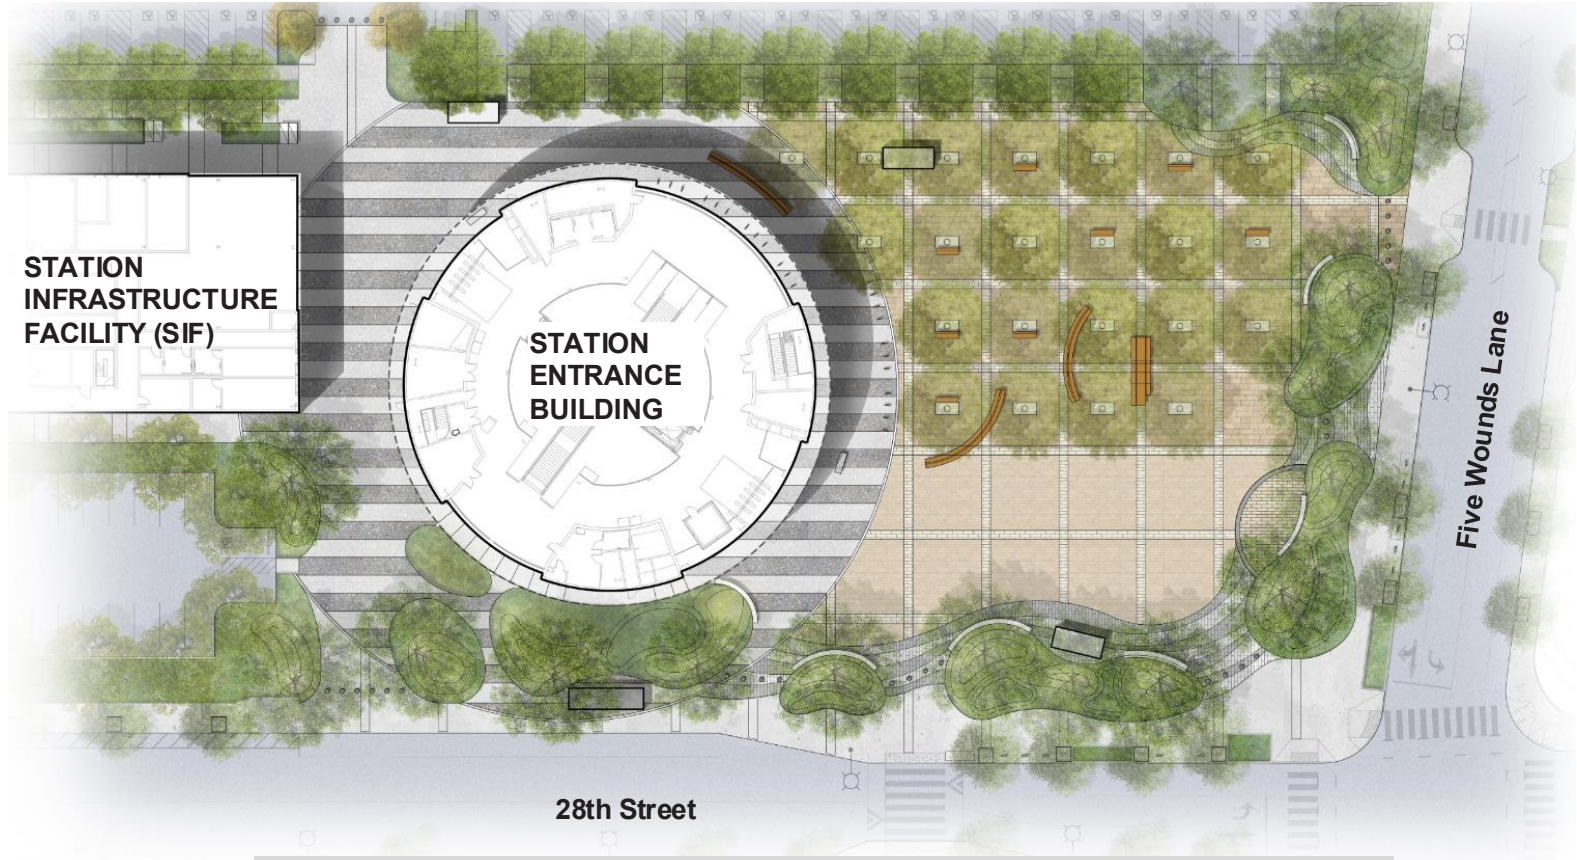 STATION
INFRASTRUCTURE
FACILITY (SIF)
STATION
ENTRANCE
BUILDING
Five Wounds Lane
28th Street